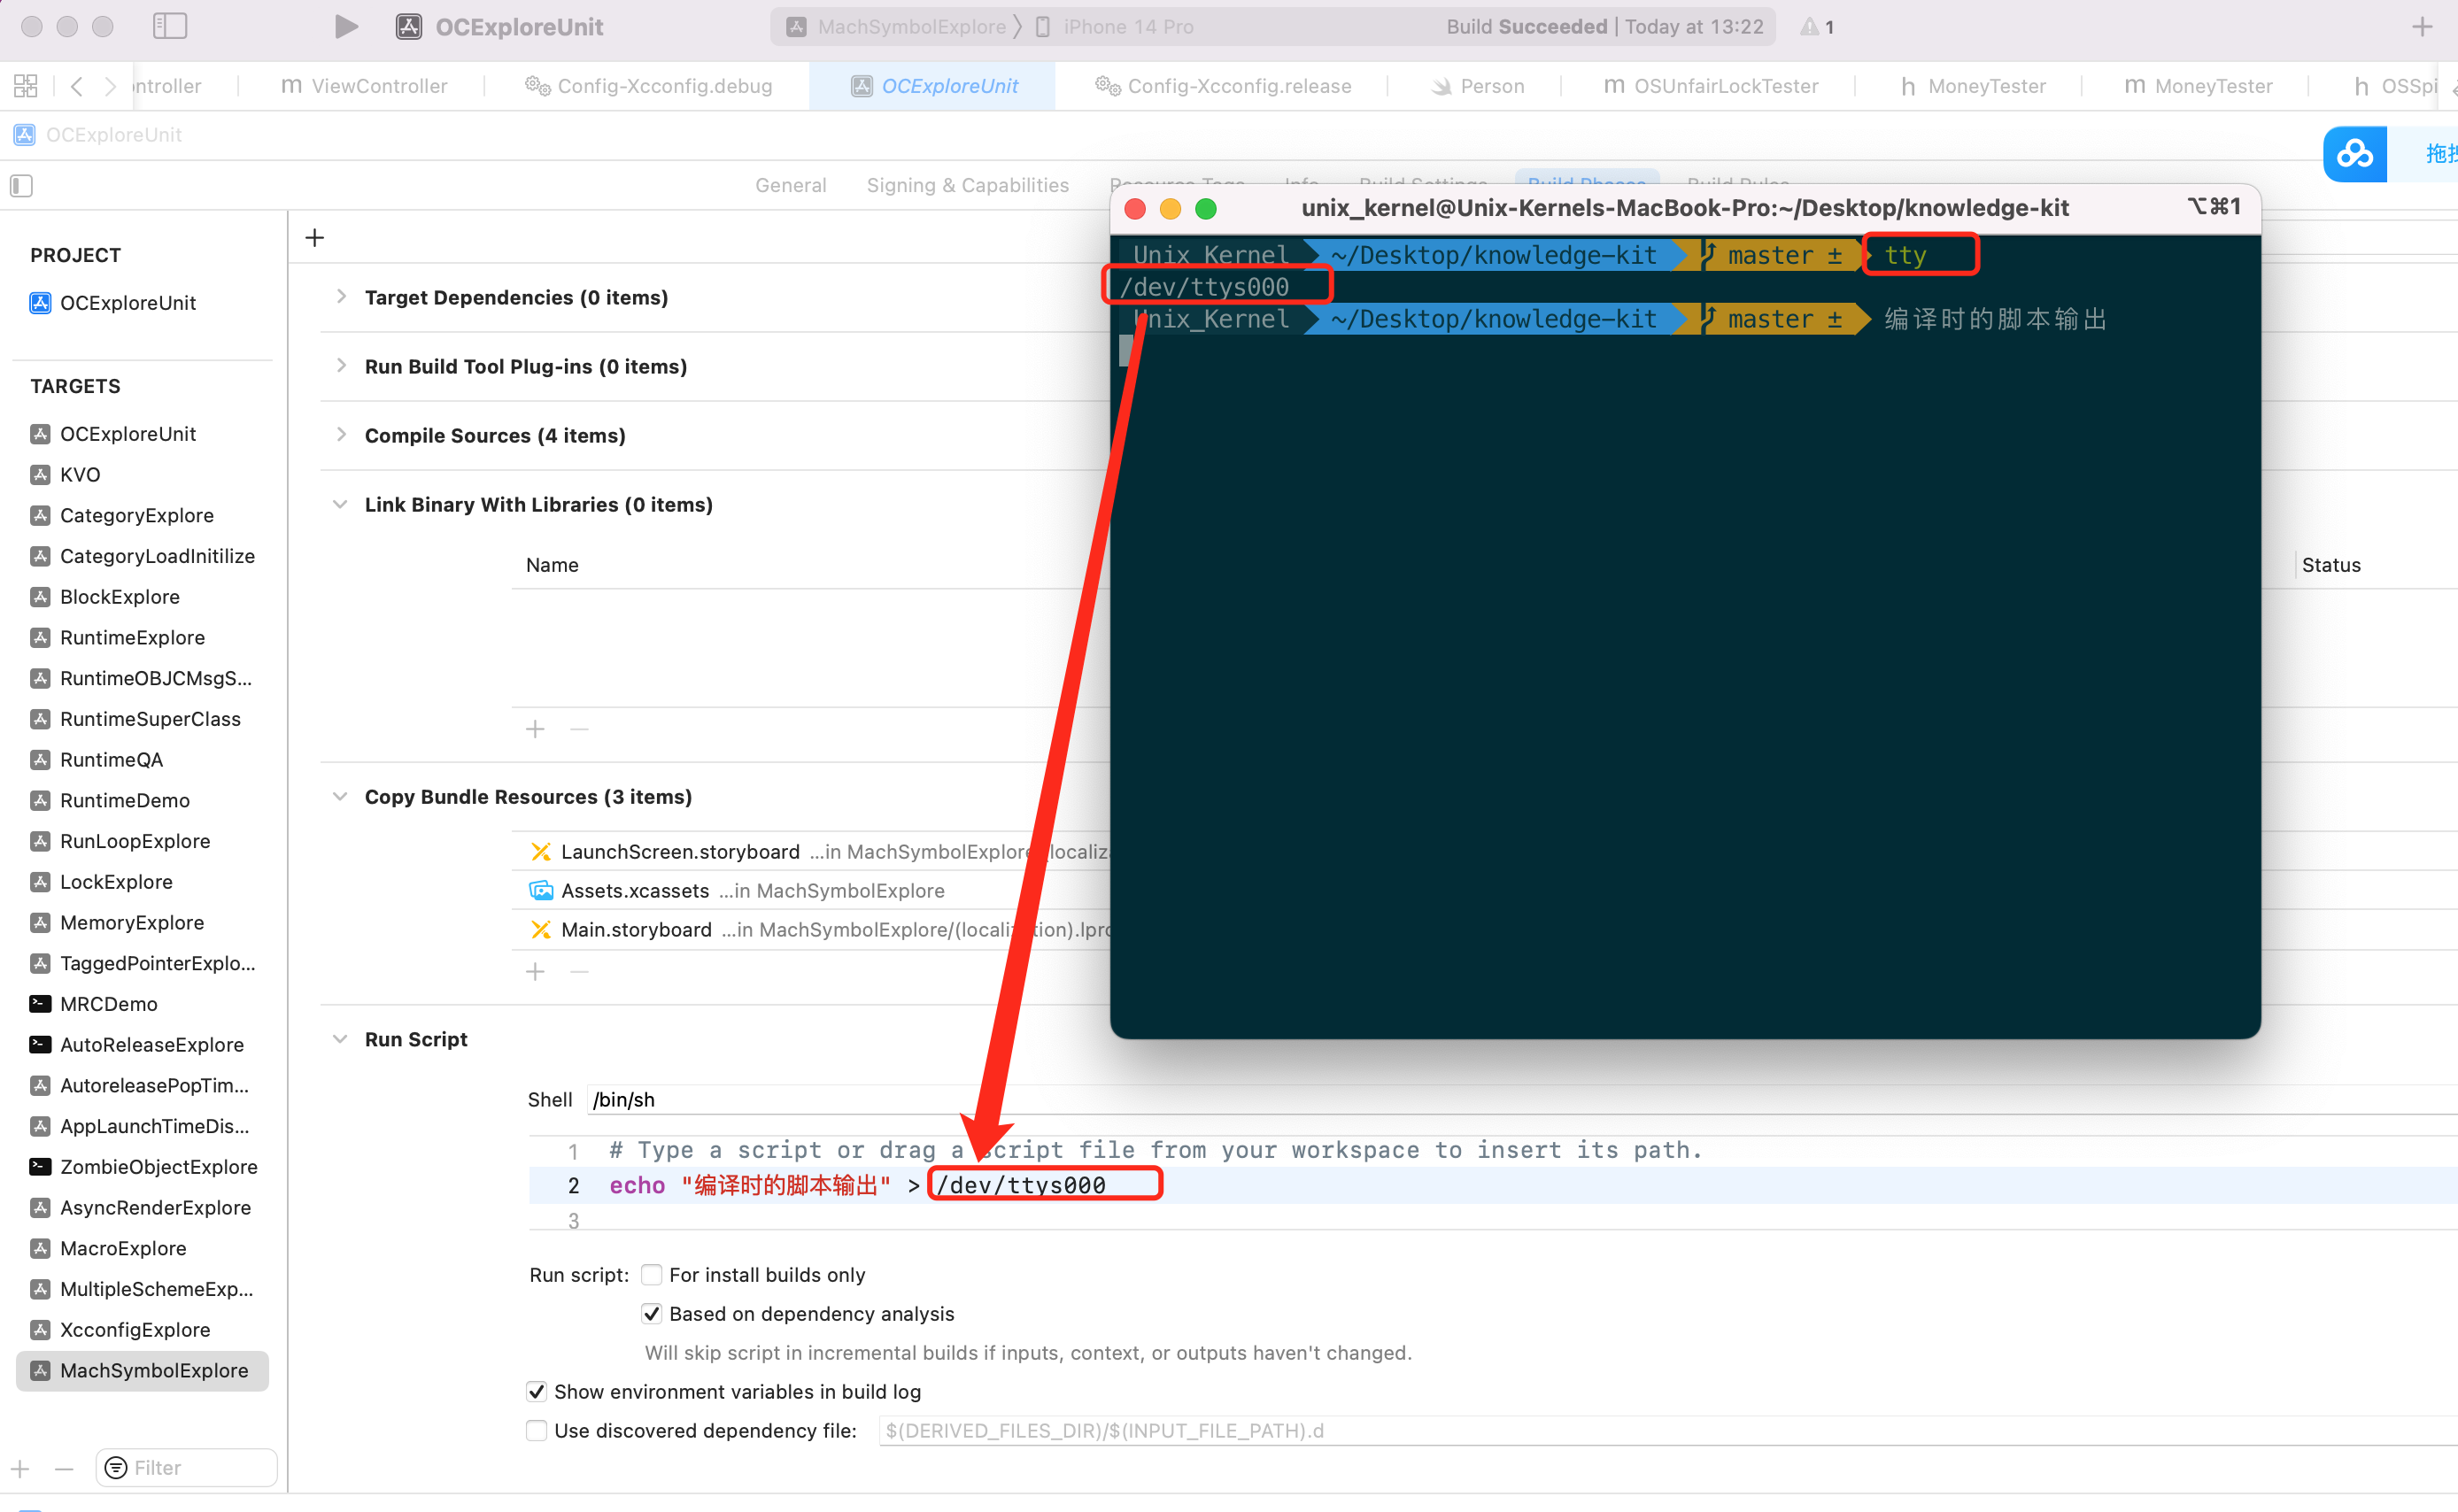 OCExploreUnit
MachSymbolExplore 〉 iPhone 14 Pro
Build Succeeded | Today at 13:22
1
ontroller
m ViewController
Config-Xcconfig.debug
OCExploreUnit
Config-Xcconfig.release
Person
m OSUnfairLockTester
h MoneyTester
m MoneyTester
h OSSpi
OCExploreUnit
General
Signing & Capabilities
Resource Tags
Info
Build Settings
Build Phases
Build Rules
PROJECT
OCExploreUnit
TARGETS
OCExploreUnit
KVO
CategoryExplore
CategoryLoadInitilize
BlockExplore
RuntimeExplore
RuntimeOBJCMsgS...
RuntimeSuperClass
RuntimeQA
RuntimeDemo
RunLoopExplore
LockExplore
MemoryExplore
TaggedPointerExplo...
MRCDemo
AutoReleaseExplore
AutoreleasePopTim...
AppLaunchTimeDis...
ZombieObjectExplore
AsyncRenderExplore
MacroExplore
MultipleSchemeExp...
XcconfigExplore
MachSymbolExplore
Filter
Target Dependencies (0 items)
Run Build Tool Plug-ins (0 items)
Compile Sources (4 items)
Link Binary With Libraries (0 items)
Name
Status
Copy Bundle Resources (3 items)
LaunchScreen.storyboard ...in MachSymbolExplore
Assets.xcassets ...in MachSymbolExplore
Main.storyboard ...in MachSymbolExplore/(localization).lpro
Run Script
Shell /bin/sh
1 # Type a script or drag a script file from your workspace to insert its path.
2 echo "编译时的脚本输出" > /dev/ttys000
3
Run script: For install builds only
Based on dependency analysis
Will skip script in incremental builds if inputs, context, or outputs haven't changed.
Show environment variables in build log
Use discovered dependency file: $(DERIVED_FILES_DIR)/$(INPUT_FILE_PATH).d
unix_kernel@Unix-Kernels-MacBook-Pro:~/Desktop/knowledge-kit ⌥⌘1
Unix_Kernel ~/Desktop/knowledge-kit master ± tty
/dev/ttys000
Unix_Kernel ~/Desktop/knowledge-kit master ± 编译时的脚本输出